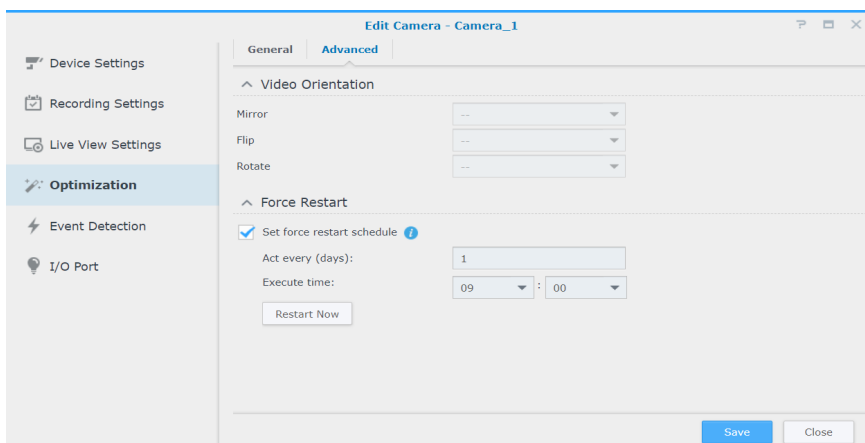 Edit Camera - Camera_1
General Advanced
Device Settings
Recording Settings
Live View Settings
Optimization
Event Detection
I/O Port
Video Orientation
Mirror --
Flip --
Rotate --
Force Restart
Set force restart schedule i
Act every (days): 1
Execute time: 09 : 00
Restart Now
Save Close